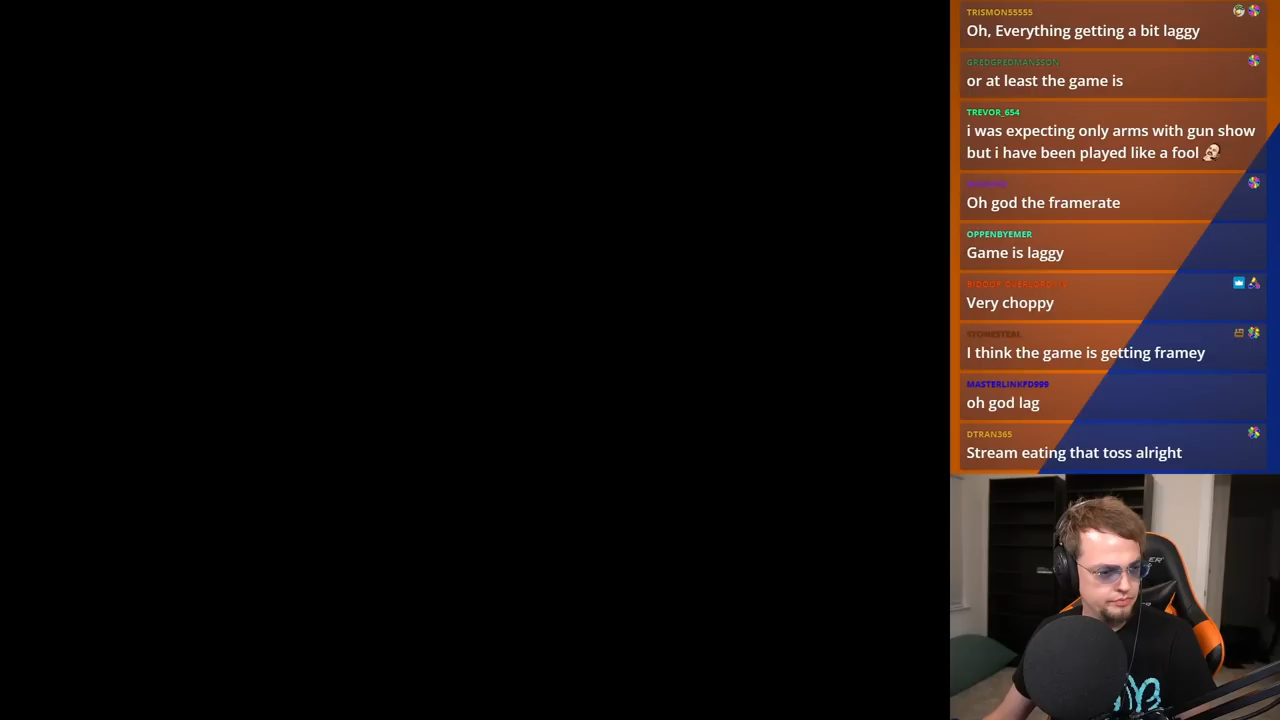 TRISMON55555
Oh, Everything getting a bit laggy
GREDGREDMANSSON
or at least the game is
TREVOR_654
i was expecting only arms with gun show
but i have been played like a fool
Oh god the framerate
OPPENBYEMER
Game is laggy
Very choppy
I think the game is getting framey
MASTERLINKFD999
oh god lag
DTRAN365
Stream eating that toss alright